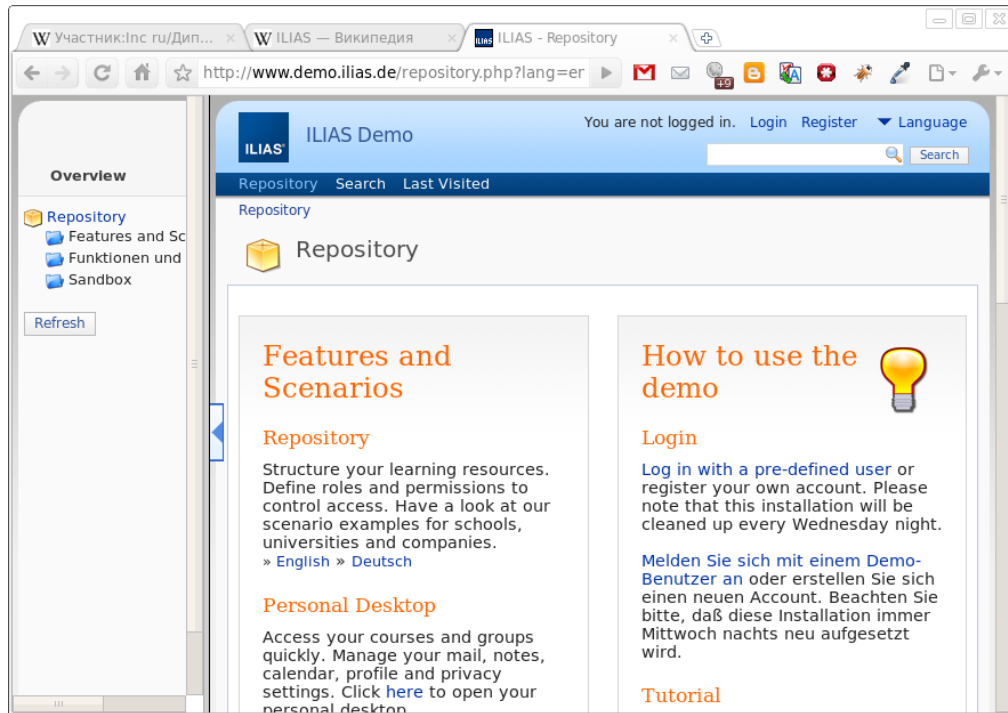 Участник:Inc ru/Дип...
ILIAS — Википедия
ILIAS - Repository
http://www.demo.ilias.de/repository.php?lang=er
+9
Overview
Repository
Features and Sc
Funktionen und
Sandbox
Refresh
ILIAS
ILIAS Demo
You are not logged in. Login Register Language
Search
Repository Search Last Visited
Repository
Repository
Features and
Scenarios
Repository
Structure your learning resources.
Define roles and permissions to
control access. Have a look at our
scenario examples for schools,
universities and companies.
» English » Deutsch
Personal Desktop
Access your courses and groups
quickly. Manage your mail, notes,
calendar, profile and privacy
settings. Click here to open your
personal desktop
How to use the
demo
Login
Log in with a pre-defined user or
register your own account. Please
note that this installation will be
cleaned up every Wednesday night.
Melden Sie sich mit einem Demo-
Benutzer an oder erstellen Sie sich
einen neuen Account. Beachten Sie
bitte, daß diese Installation immer
Mittwoch nachts neu aufgesetzt
wird.
Tutorial